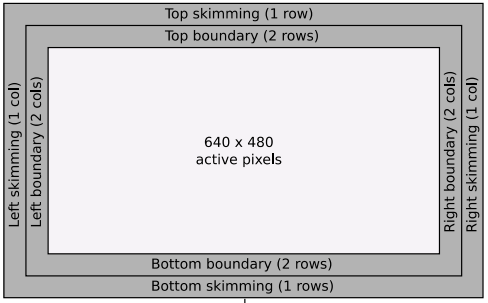 Top skimming (1 row)
Top boundary (2 rows)
Left skimming (1 col)
Left boundary (2 cols)
640 x 480
active pixels
Right boundary (2 cols)
Right skimming (1 col)
Bottom boundary (2 rows)
Bottom skimming (1 rows)